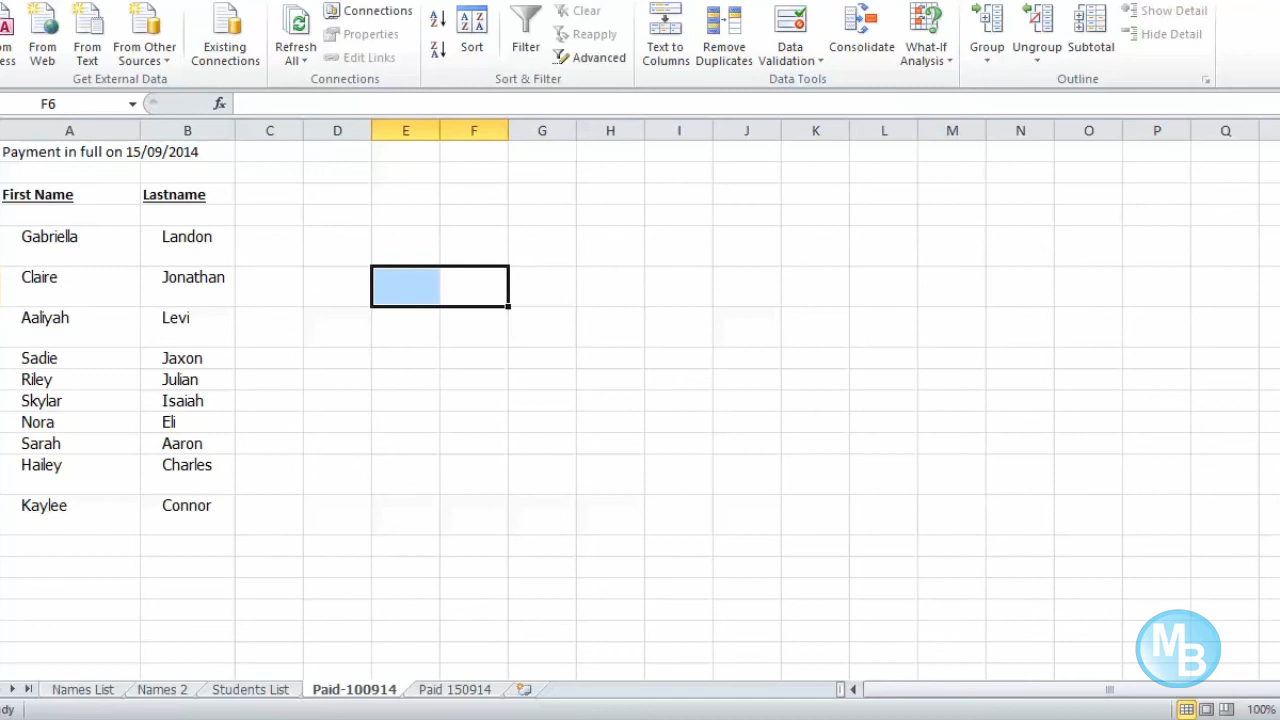 om
ess
From
Web
From
Text
From Other
Sources
Get External Data
Existing
Connections
Refresh
All
Connections
Properties
Edit Links
Connections
A
Z
Z
A
A Z
Z A
Sort
Filter
Clear
Reapply
Advanced
Sort & Filter
Text to
Columns
Remove
Duplicates
Data
Validation
Consolidate
What-If
Analysis
Data Tools
Group
Ungroup
Subtotal
Show Detail
Hide Detail
Outline
F6 fx
A B C D E F G H I J K L M N O P Q
Payment in full on 15/09/2014
First Name Lastname
Gabriella Landon
Claire Jonathan
Aaliyah Levi
Sadie Jaxon
Riley Julian
Skylar Isaiah
Nora Eli
Sarah Aaron
Hailey Charles
Kaylee Connor
MB
Names List Names 2 Students List Paid-100914 Paid 150914
dy 100%